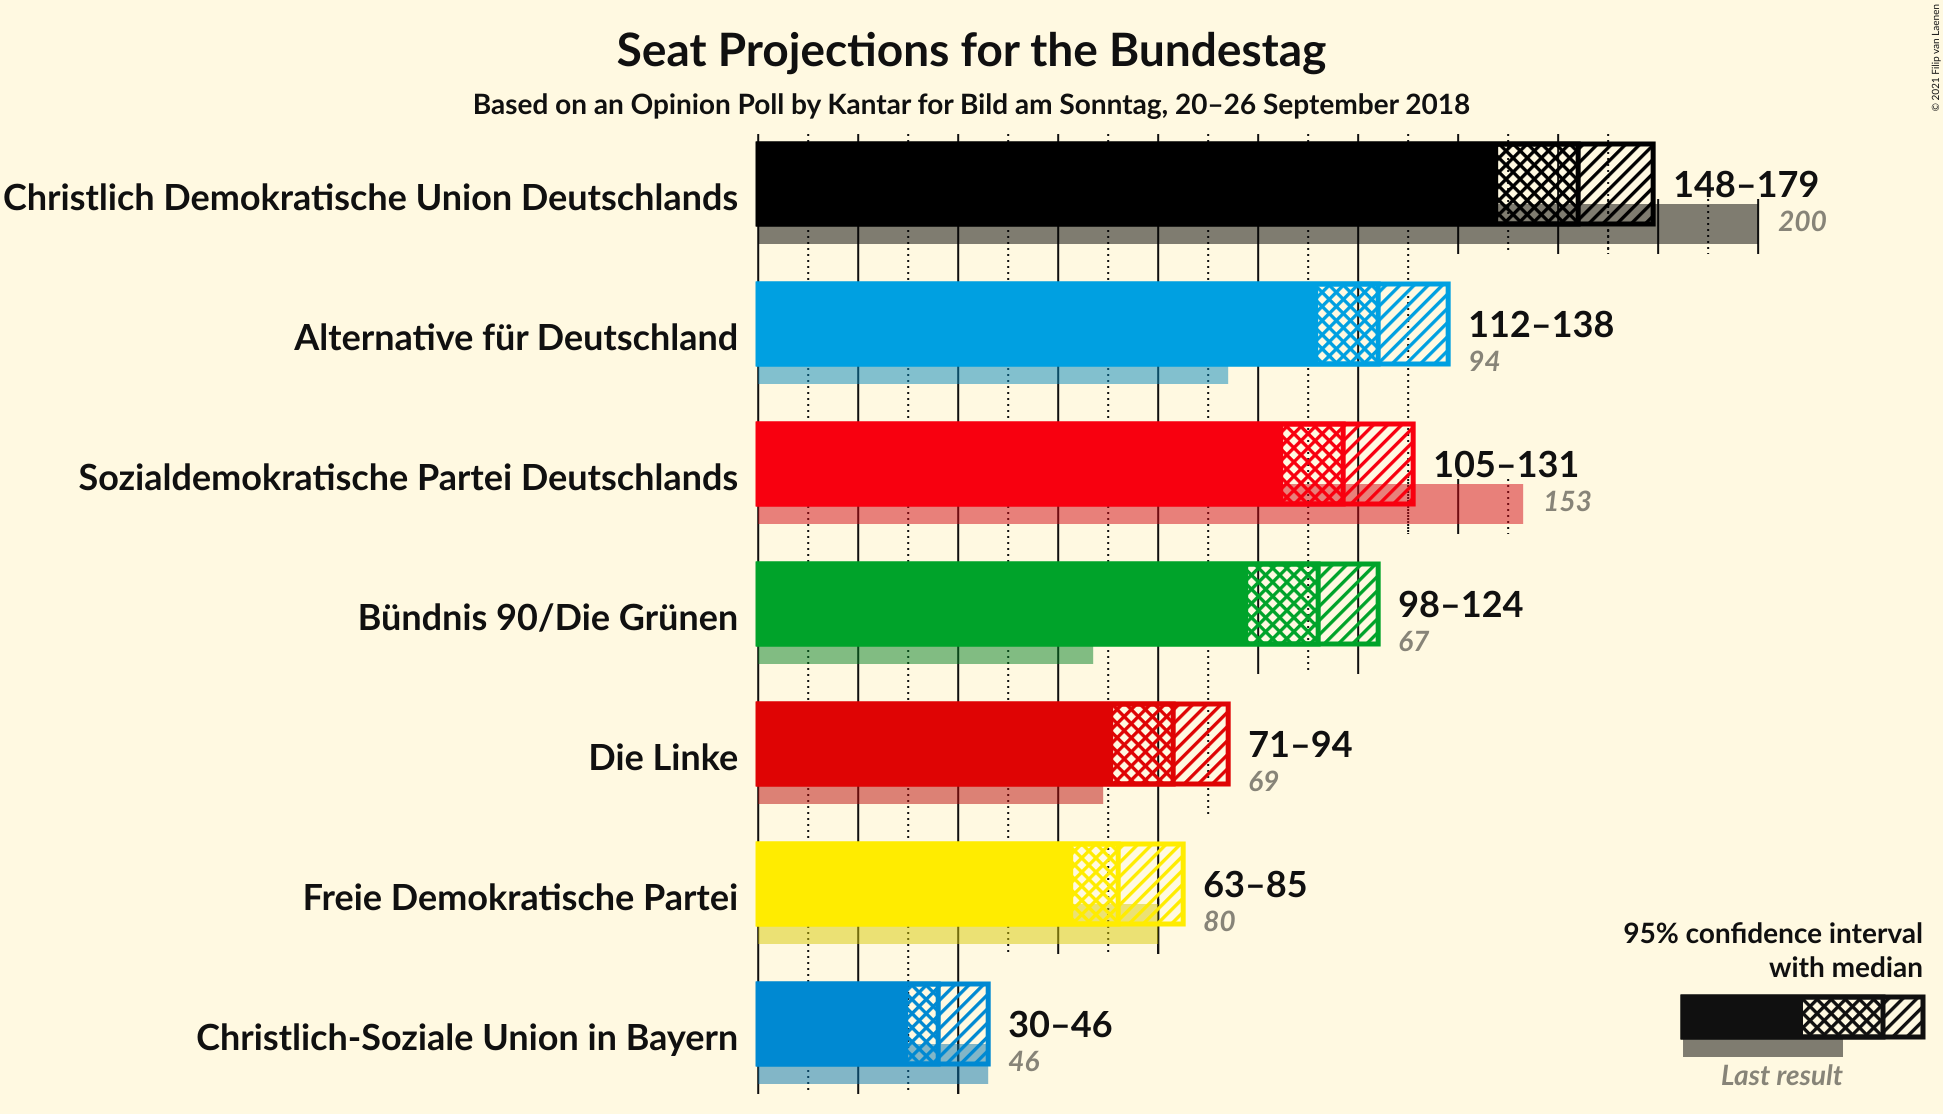 Seat Projections for the Bundestag
Based on an Opinion Poll by Kantar for Bild am Sonntag, 20–26 September 2018
© 2021 Filip van Laenen
Christlich Demokratische Union Deutschlands
148–179
200
Alternative für Deutschland
112–138
94
Sozialdemokratische Partei Deutschlands
105–131
153
Bündnis 90/Die Grünen
98–124
67
Die Linke
71–94
69
Freie Demokratische Partei
63–85
80
Christlich-Soziale Union in Bayern
30–46
46
95% confidence interval
with median
Last result